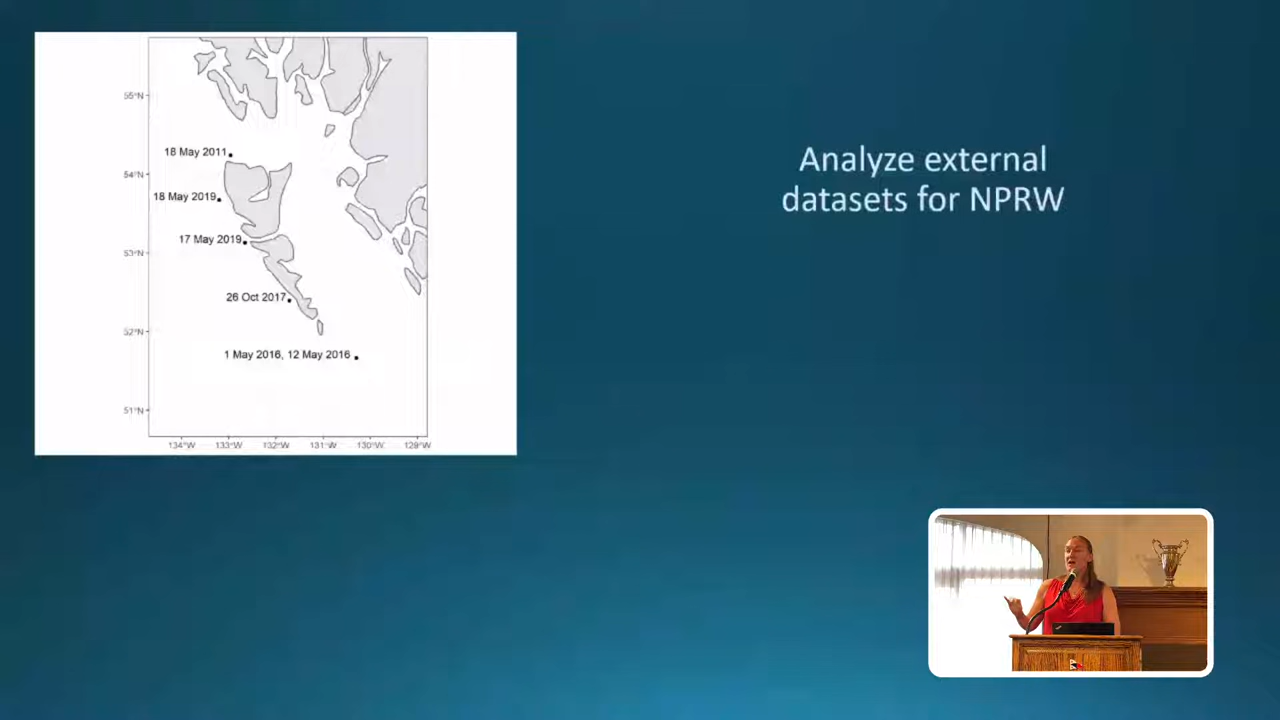 55°N
18 May 2011
54°N
18 May 2019
17 May 2019
53°N
26 Oct 2017
52°N
1 May 2016, 12 May 2016
51°N
134°W 133°W 132°W 131°W 130°W 129°W
Analyze external
datasets for NPRW